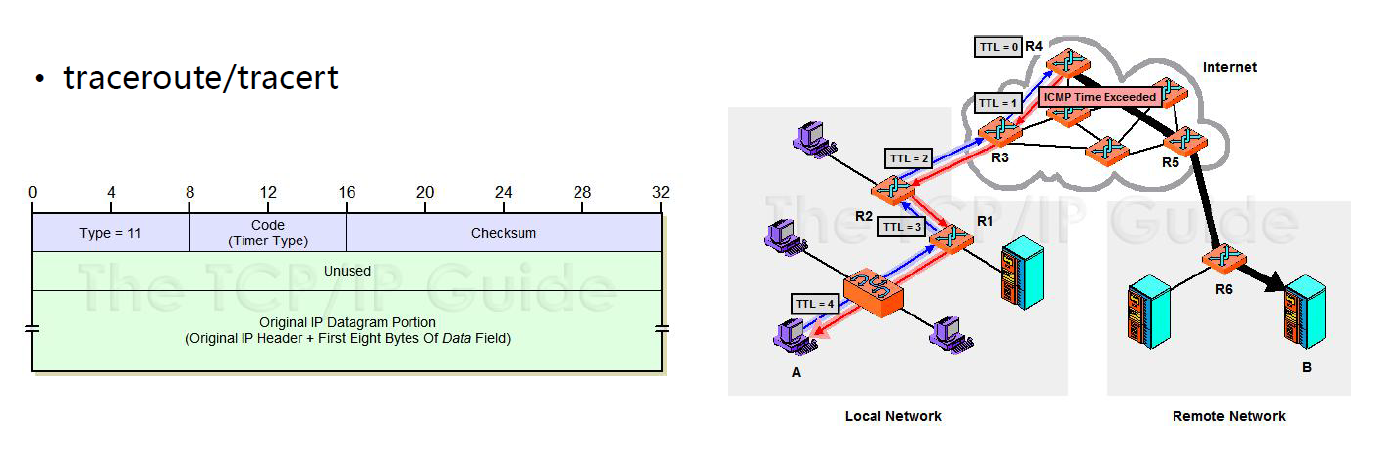 • traceroute/tracert
0 4 8 12 16 20 24 28 32
Type = 11
Code
(Timer Type)
Checksum
Unused
Original IP Datagram Portion
(Original IP Header + First Eight Bytes Of Data Field)
The TCP/IP Guide
TTL = 0
R4
Internet
TTL = 1
ICMP Time Exceeded
R3
R5
TTL = 2
R2
TTL = 3
R1
The TCP/IP Guide
TTL = 4
R6
A
B
Local Network
Remote Network